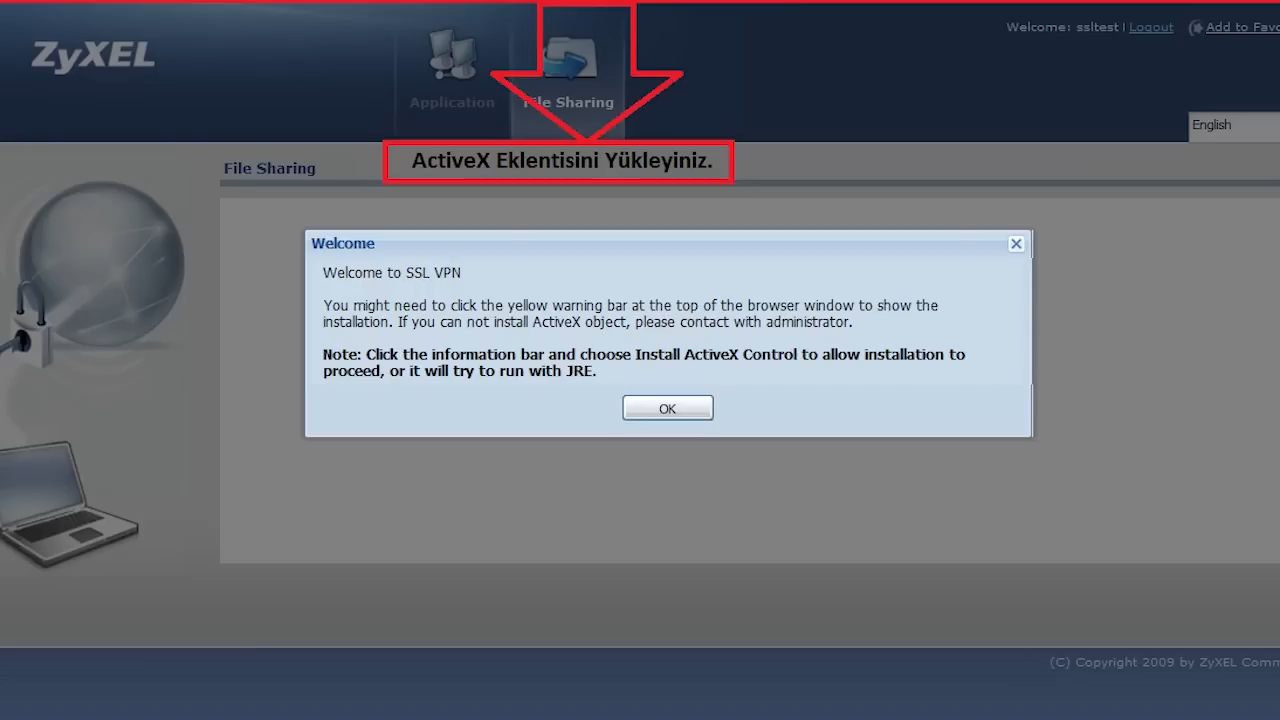 Welcome: ssltest | Logout
Add to Favo
ZyXEL
Application
File Sharing
English
File Sharing
ActiveX Eklentisini Yükleyiniz.
Welcome
Welcome to SSL VPN
You might need to click the yellow warning bar at the top of the browser window to show the
installation. If you can not install ActiveX object, please contact with administrator.
Note: Click the information bar and choose Install ActiveX Control to allow installation to
proceed, or it will try to run with JRE.
OK
(C) Copyright 2009 by ZyXEL Comm